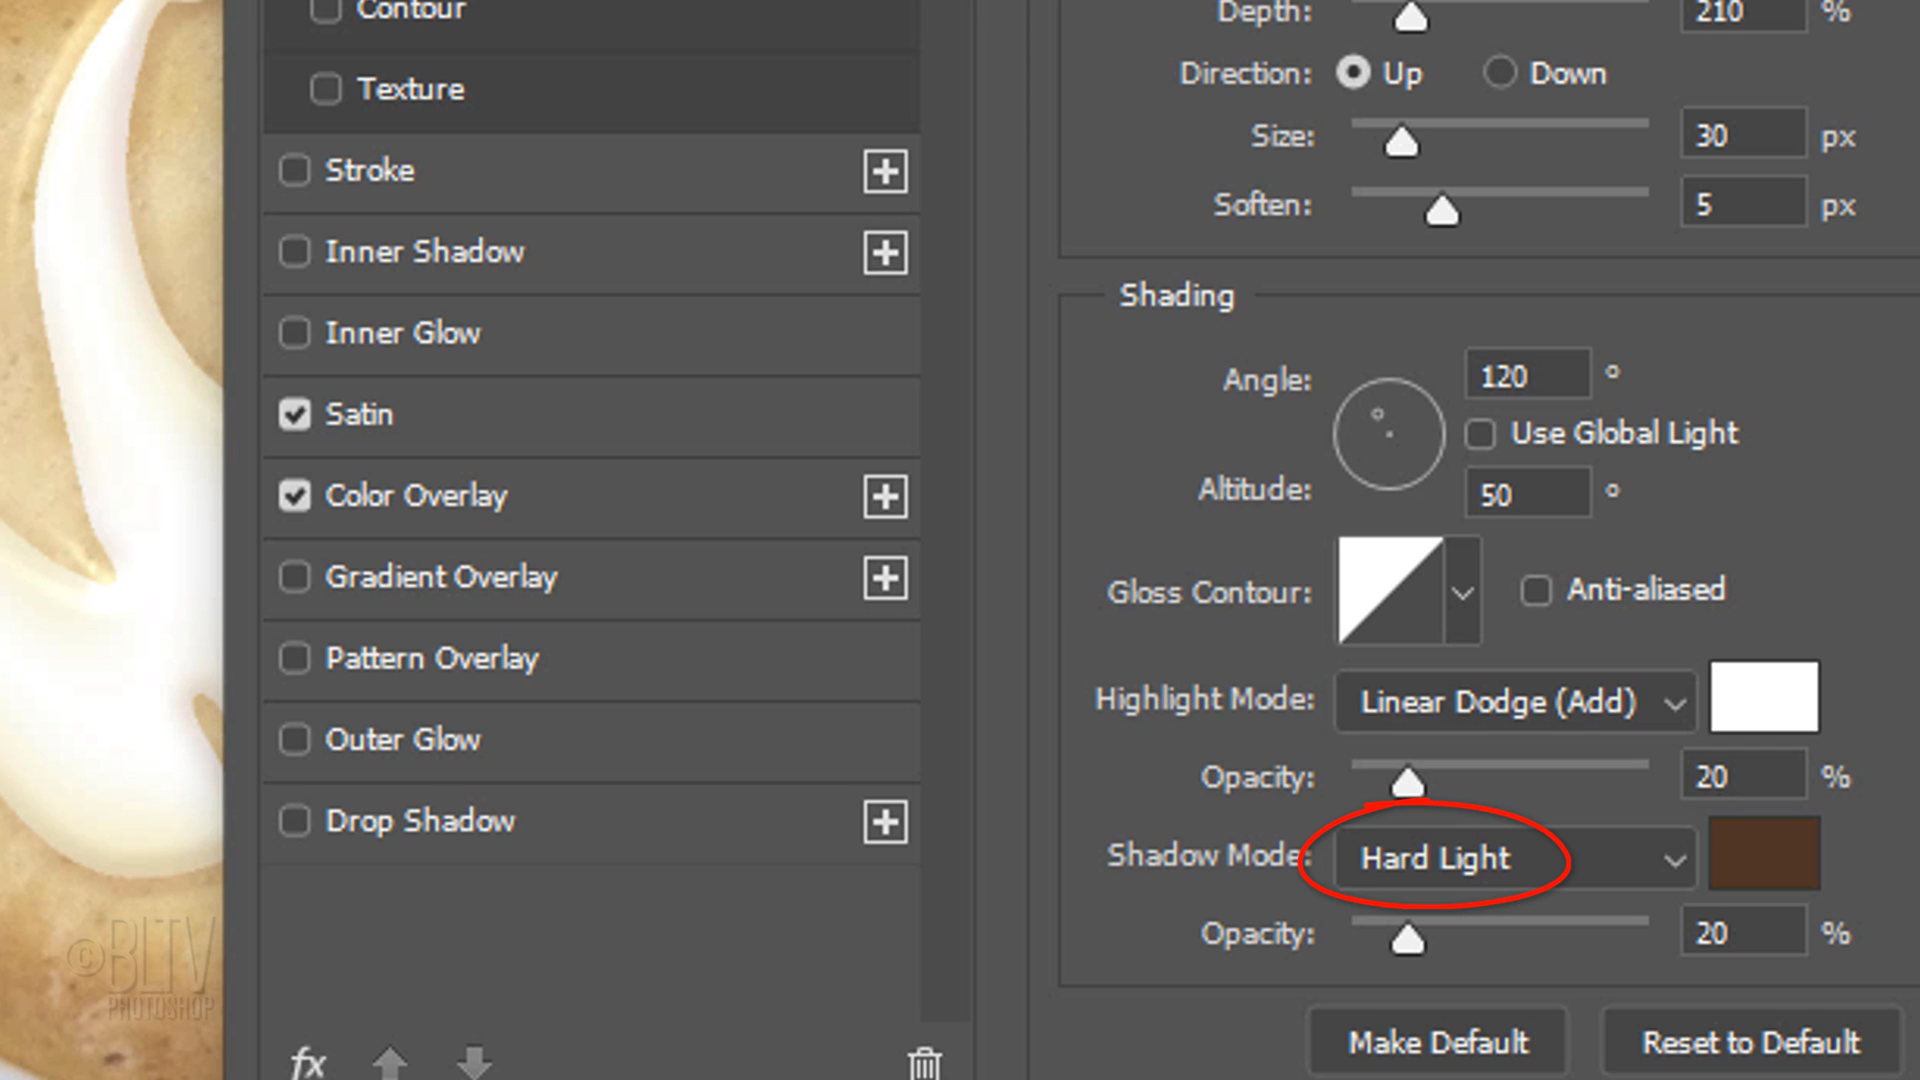 Contour
Texture
Stroke
Inner Shadow
Inner Glow
Satin
Color Overlay
Gradient Overlay
Pattern Overlay
Outer Glow
Drop Shadow
fx
©BLTV
PHOTOSHOP
Depth: 210 %
Direction: Up Down
Size: 30 px
Soften: 5 px
Shading
Angle: 120 °
Use Global Light
Altitude: 50 °
Gloss Contour: Anti-aliased
Highlight Mode: Linear Dodge (Add)
Opacity: 20 %
Shadow Mode: Hard Light
Opacity: 20 %
Make Default Reset to Default